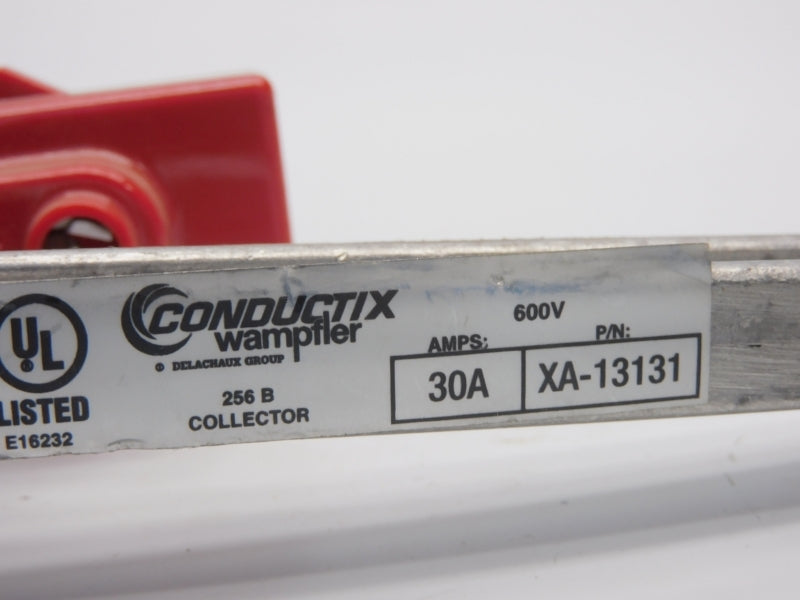 UL
LISTED
E16232
CONDUCTIX
wampfler
DELACHAUX GROUP
256 B
COLLECTOR
600V
AMPS: P/N:
30A XA-13131